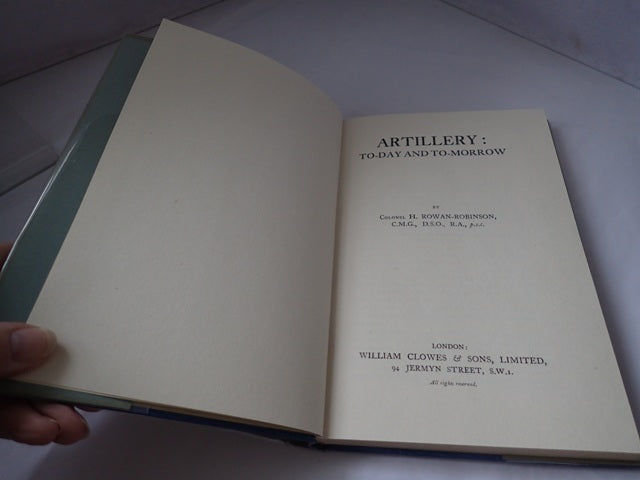 ARTILLERY:
TO-DAY AND TO-MORROW
BY
COLONEL H. ROWAN-ROBINSON,
C.M.G., D.S.O., R.A., p.s.c.
LONDON:
WILLIAM CLOWES & SONS, LIMITED,
94 JERMYN STREET, S.W.1.
All rights reserved.